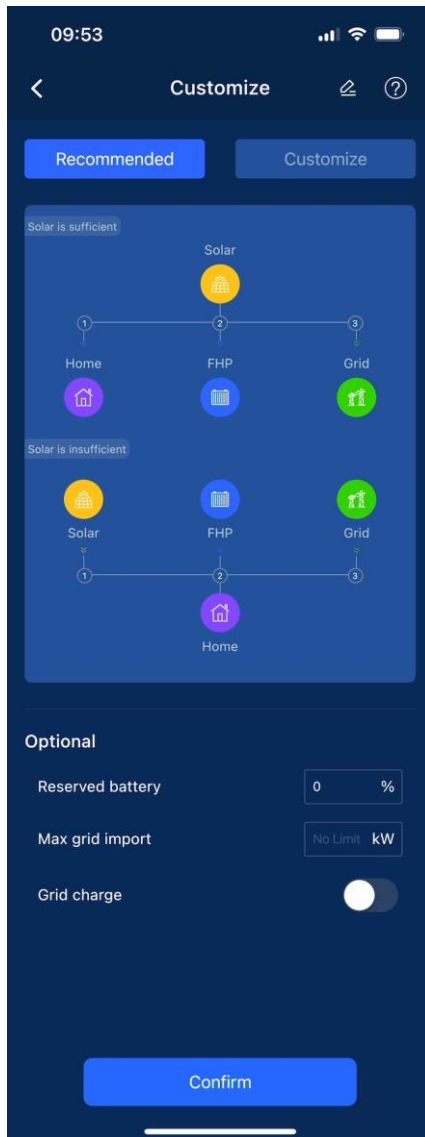 09:53
Customize
Recommended Customize
Solar is sufficient
Solar
1 2 3
Home FHP Grid
Solar is insufficient
Solar FHP Grid
1 2 3
Home
Optional
Reserved battery 0 %
Max grid import No Limit kW
Grid charge
Confirm